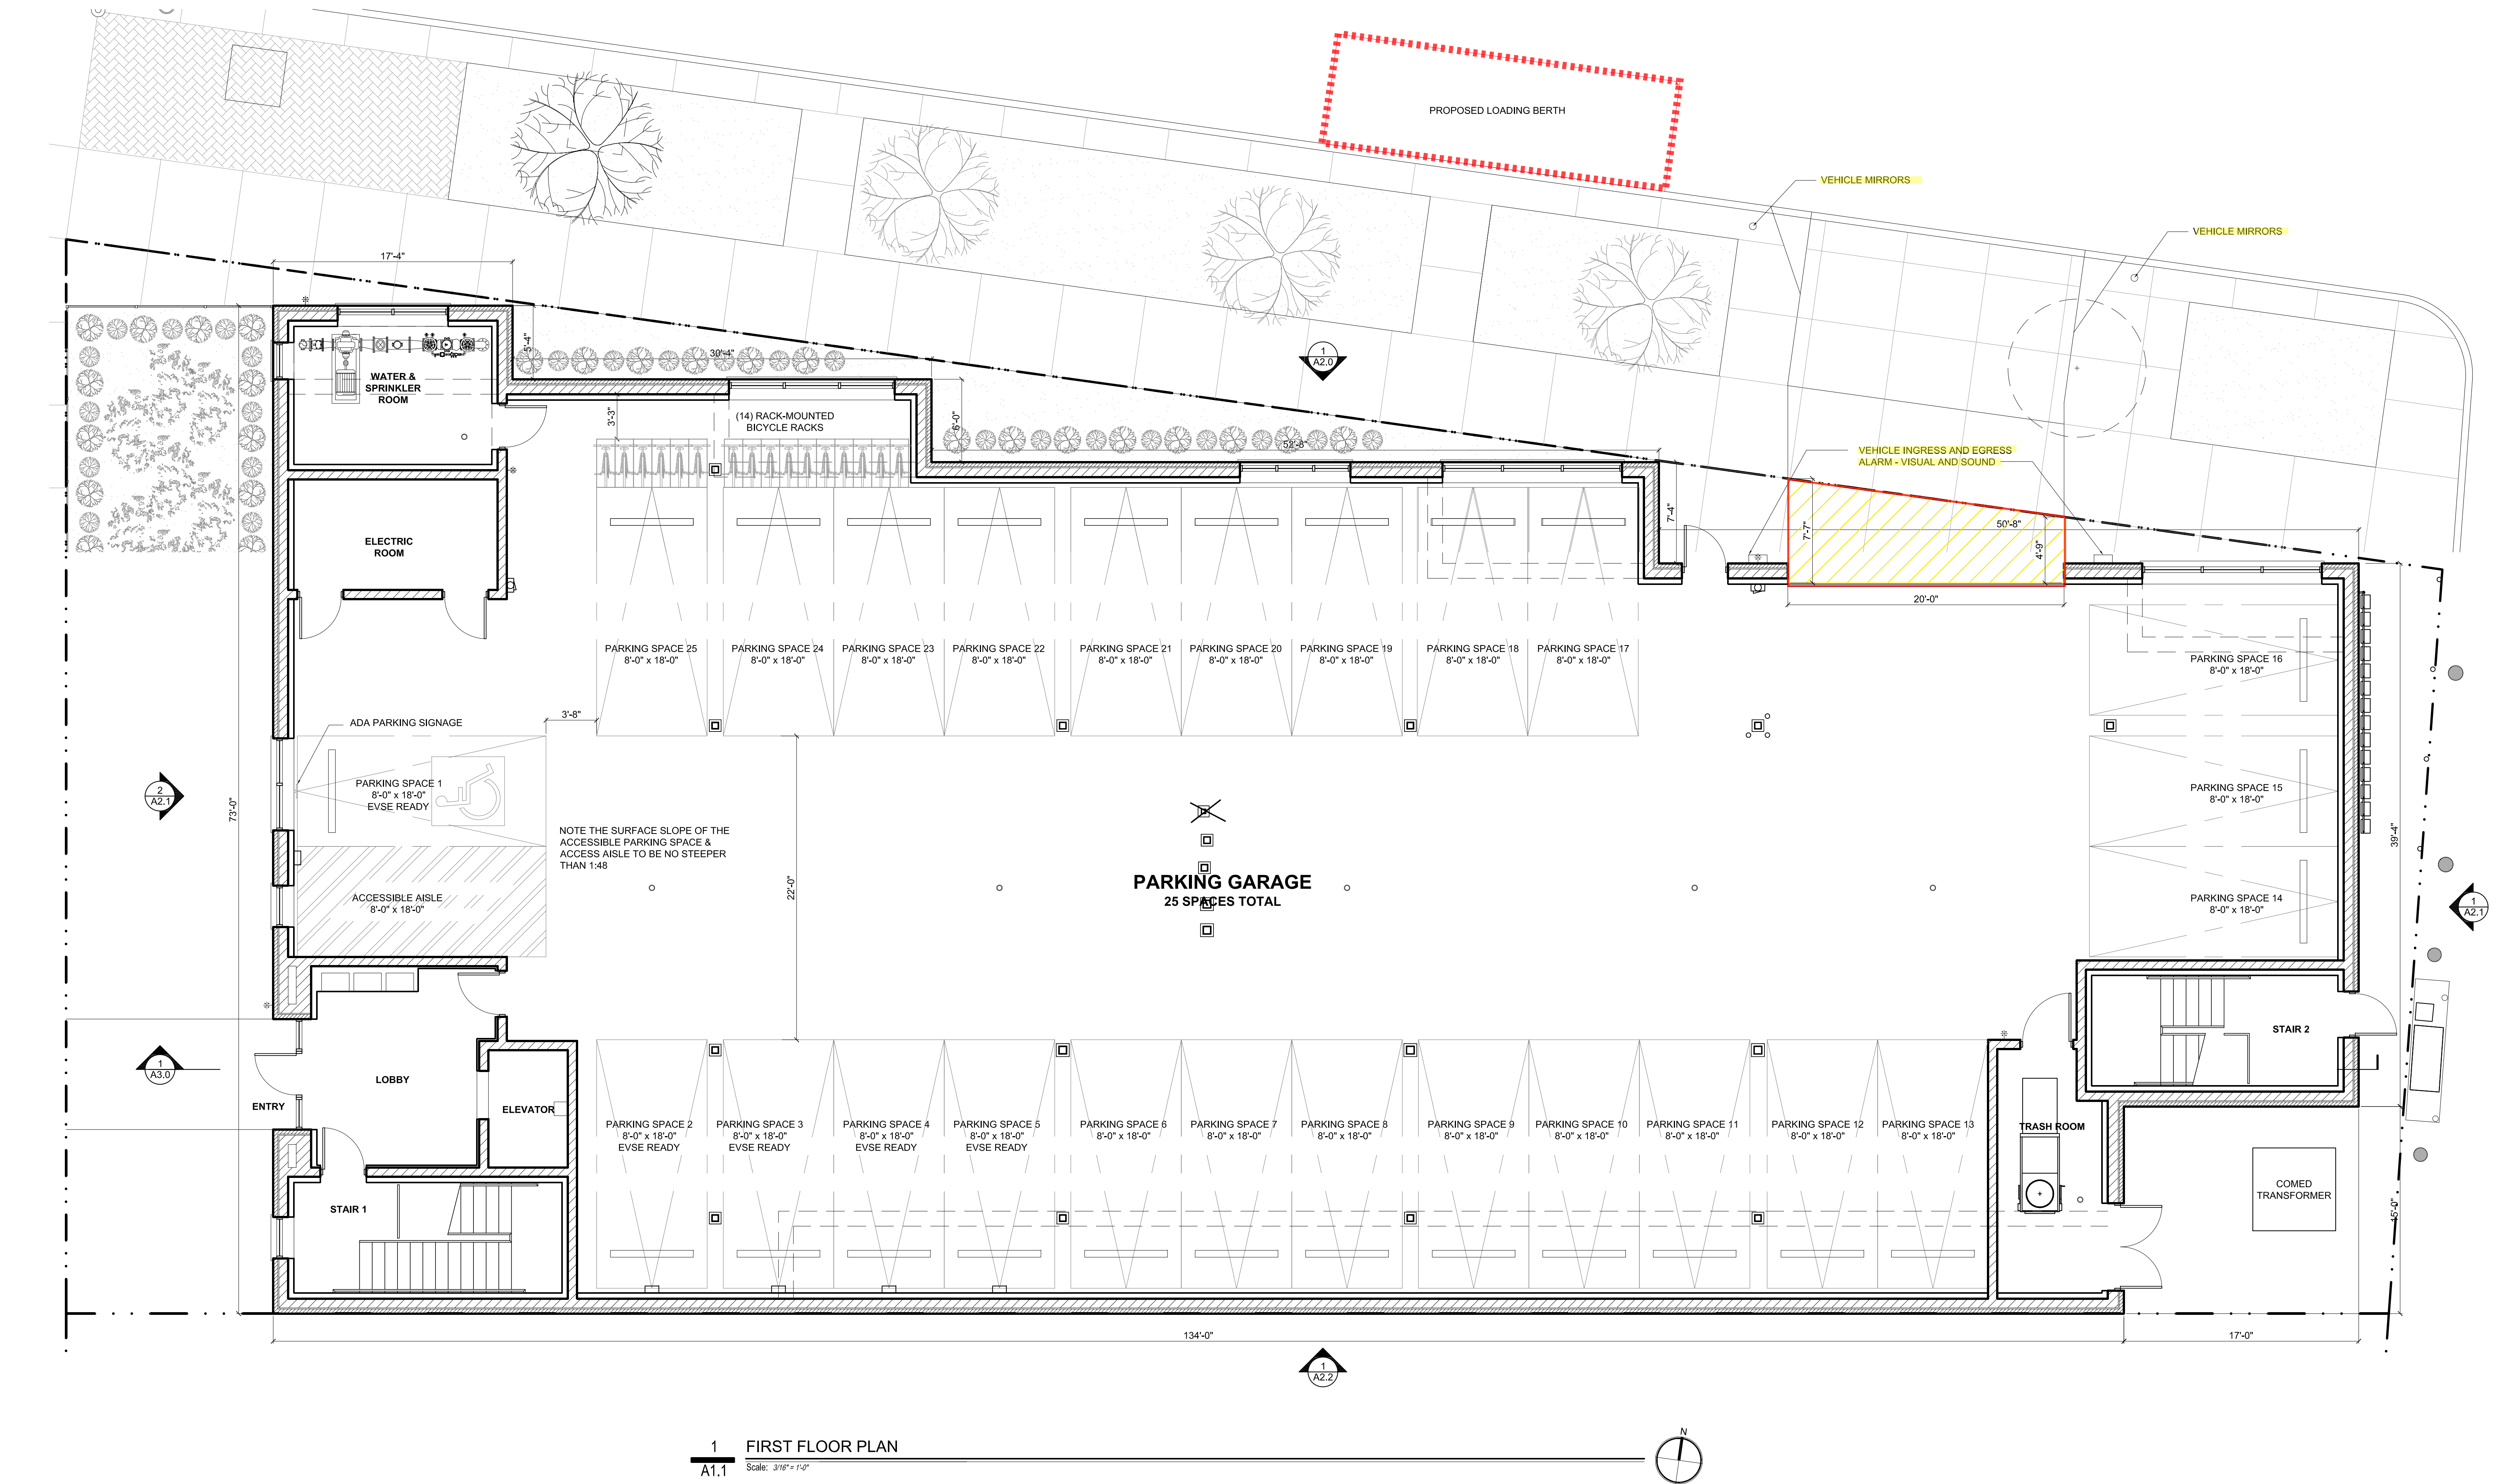 PROPOSED LOADING BERTH
VEHICLE MIRRORS
VEHICLE MIRRORS
17'-4"
5'-4"
30'-4"
1
A2.0
WATER &
SPRINKLER
ROOM
3'-3"
(14) RACK-MOUNTED
BICYCLE RACKS
6'-0"
52'-8"
VEHICLE INGRESS AND EGRESS
ALARM - VISUAL AND SOUND
7'-4"
7'-7"
50'-8"
4'-9"
20'-0"
ELECTRIC
ROOM
PARKING SPACE 25
8'-0" x 18'-0"
PARKING SPACE 24
8'-0" x 18'-0"
PARKING SPACE 23
8'-0" x 18'-0"
PARKING SPACE 22
8'-0" x 18'-0"
PARKING SPACE 21
8'-0" x 18'-0"
PARKING SPACE 20
8'-0" x 18'-0"
PARKING SPACE 19
8'-0" x 18'-0"
PARKING SPACE 18
8'-0" x 18'-0"
PARKING SPACE 17
8'-0" x 18'-0"
PARKING SPACE 16
8'-0" x 18'-0"
3'-8"
ADA PARKING SIGNAGE
2
A2.1
73'-0"
PARKING SPACE 1
8'-0" x 18'-0"
EVSE READY
PARKING SPACE 15
8'-0" x 18'-0"
39'-4"
NOTE THE SURFACE SLOPE OF THE
ACCESSIBLE PARKING SPACE &
ACCESS AISLE TO BE NO STEEPER
THAN 1:48
22'-0"
PARKING GARAGE
25 SPACES TOTAL
ACCESSIBLE AISLE
8'-0" x 18'-0"
PARKING SPACE 14
8'-0" x 18'-0"
1
A2.1
1
A3.0
LOBBY
ENTRY
ELEVATOR
STAIR 2
PARKING SPACE 2
8'-0" x 18'-0"
EVSE READY
PARKING SPACE 3
8'-0" x 18'-0"
EVSE READY
PARKING SPACE 4
8'-0" x 18'-0"
EVSE READY
PARKING SPACE 5
8'-0" x 18'-0"
EVSE READY
PARKING SPACE 6
8'-0" x 18'-0"
PARKING SPACE 7
8'-0" x 18'-0"
PARKING SPACE 8
8'-0" x 18'-0"
PARKING SPACE 9
8'-0" x 18'-0"
PARKING SPACE 10
8'-0" x 18'-0"
PARKING SPACE 11
8'-0" x 18'-0"
PARKING SPACE 12
8'-0" x 18'-0"
PARKING SPACE 13
8'-0" x 18'-0"
TRASH ROOM
COMED
TRANSFORMER
15'-0"
STAIR 1
134'-0"
17'-0"
1
A2.2
1
A1.1
FIRST FLOOR PLAN
Scale: 3/16" = 1'-0"
N